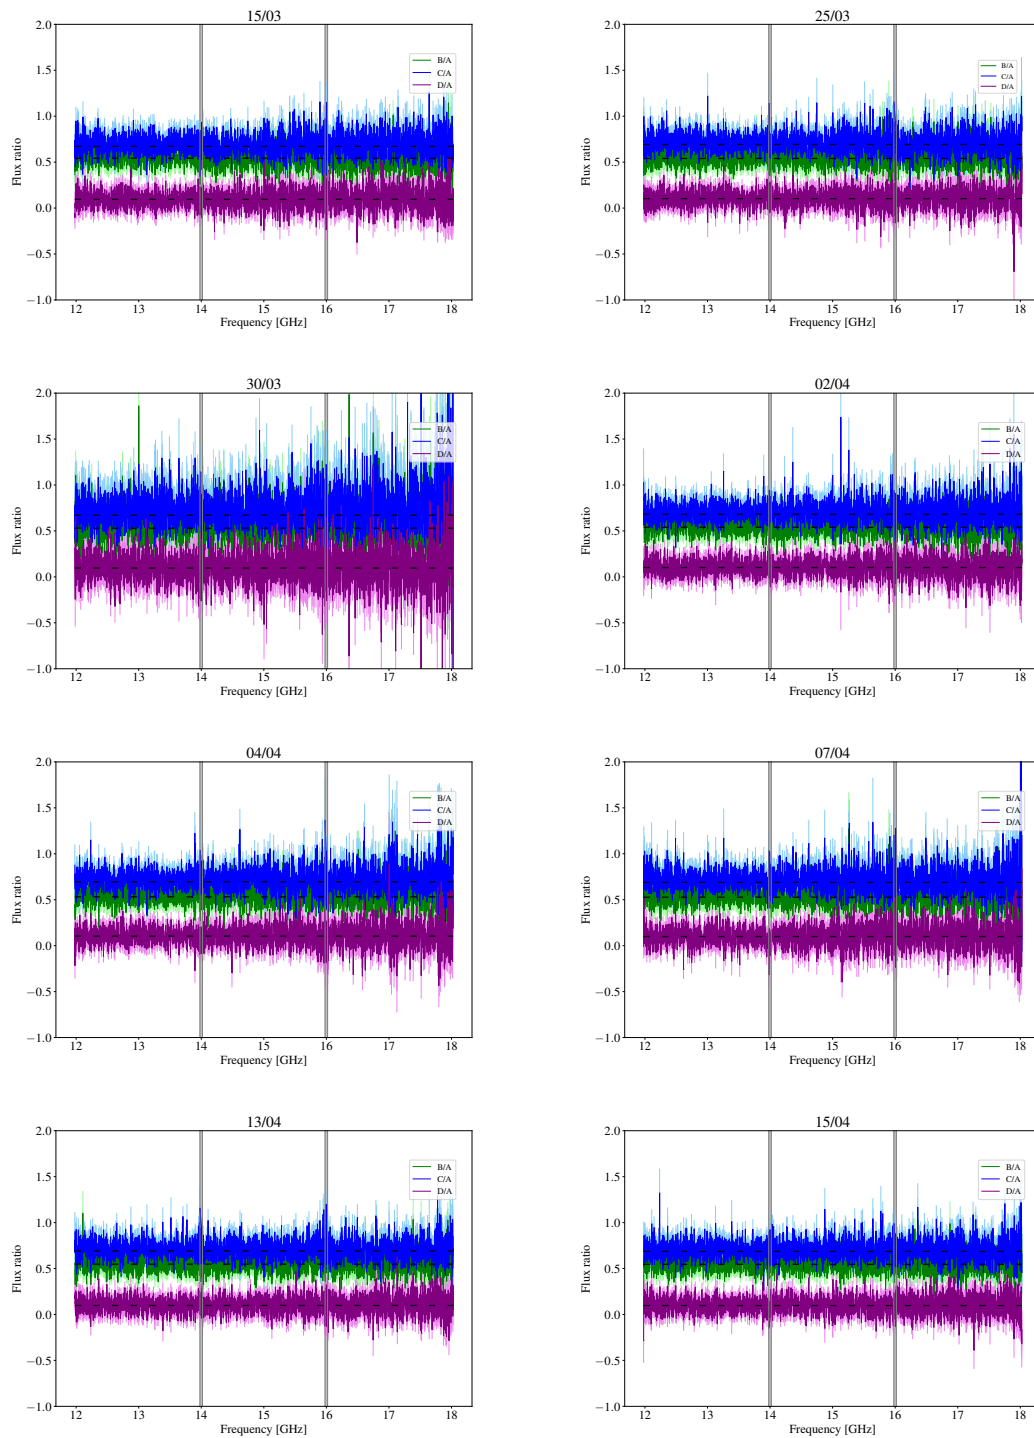 15/03
2.0
1.5
1.0
0.5
0.0
−0.5
−1.0
Flux ratio
B/A
C/A
D/A
12 13 14 15 16 17 18
Frequency [GHz]
25/03
2.0
1.5
1.0
0.5
0.0
−0.5
−1.0
Flux ratio
B/A
C/A
D/A
12 13 14 15 16 17 18
Frequency [GHz]
30/03
2.0
1.5
1.0
0.5
0.0
−0.5
−1.0
Flux ratio
B/A
C/A
D/A
12 13 14 15 16 17 18
Frequency [GHz]
02/04
2.0
1.5
1.0
0.5
0.0
−0.5
−1.0
Flux ratio
B/A
C/A
D/A
12 13 14 15 16 17 18
Frequency [GHz]
04/04
2.0
1.5
1.0
0.5
0.0
−0.5
−1.0
Flux ratio
B/A
C/A
D/A
12 13 14 15 16 17 18
Frequency [GHz]
07/04
2.0
1.5
1.0
0.5
0.0
−0.5
−1.0
Flux ratio
B/A
C/A
D/A
12 13 14 15 16 17 18
Frequency [GHz]
13/04
2.0
1.5
1.0
0.5
0.0
−0.5
−1.0
Flux ratio
B/A
C/A
D/A
12 13 14 15 16 17 18
Frequency [GHz]
15/04
2.0
1.5
1.0
0.5
0.0
−0.5
−1.0
Flux ratio
B/A
C/A
D/A
12 13 14 15 16 17 18
Frequency [GHz]